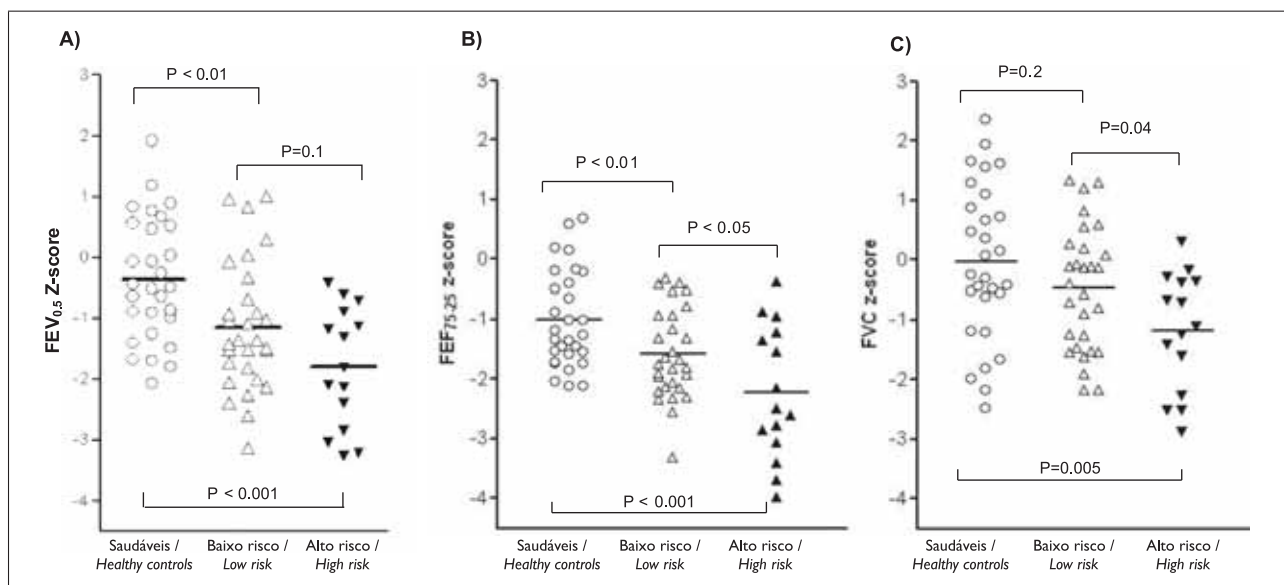 A)
P < 0.01
P=0.1
P < 0.001
FEV0.5 Z-score
3
2
1
0
-1
-2
-3
-4
Saudáveis / Baixo risco / Alto risco /
Healthy controls Low risk High risk
B)
P < 0.01
P < 0.05
P < 0.001
FEF75-25 z-score
3
2
1
0
-1
-2
-3
-4
Saudáveis / Baixo risco / Alto risco /
Healthy controls Low risk High risk
C)
P=0.2
P=0.04
P=0.005
FVC z-score
3
2
1
0
-1
-2
-3
-4
Saudáveis / Baixo risco / Alto risco /
Healthy controls Low risk High risk